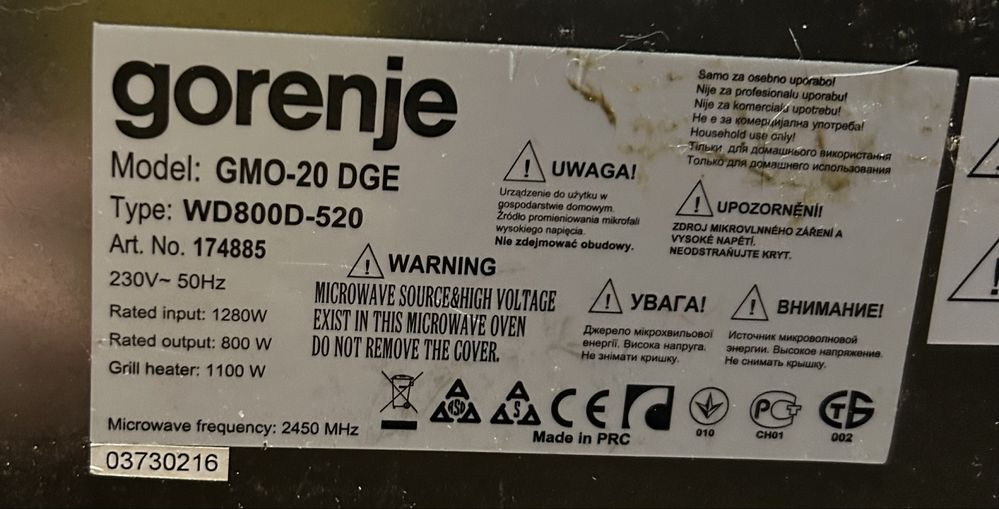 gorenje
Model: GMO-20 DGE
Type: WD800D-520
Art. No. 174885
230V~ 50Hz
Rated input: 1280W
Rated output: 800 W
Grill heater: 1100 W
Microwave frequency: 2450 MHz
03730216
WARNING
MICROWAVE SOURCE&HIGH VOLTAGE
EXIST IN THIS MICROWAVE OVEN
DO NOT REMOVE THE COVER.
UWAGA!
Urządzenie do użytku w
gospodarstwie domowym.
Źródło promieniowania mikrofali
wysokiego napięcia.
Nie zdejmować obudowy.
Samo za osebno uporabo!
Nije za profesionalu uporabu!
Nije za komercialu upotrebu!
Не е за комерцијална употреба!
Household use only!
Тільки для домашнього використання
Только для домашнего использования
UPOZORNĚNÍ!
ZDROJ MIKROVLNNÉHO ZÁŘENÍ A
VYSOKÉ NAPĚTÍ.
NEODSTRAŇUJTE KRYT.
УВАГА!
Джерело мікрохвильової
енергії. Висока напруга.
Не знімати кришку.
ВНИМАНИЕ!
Источник микроволновой
энергии. Высокое напряжение.
Не снимать крышку.
CE
Made in PRC
010
CH01
002